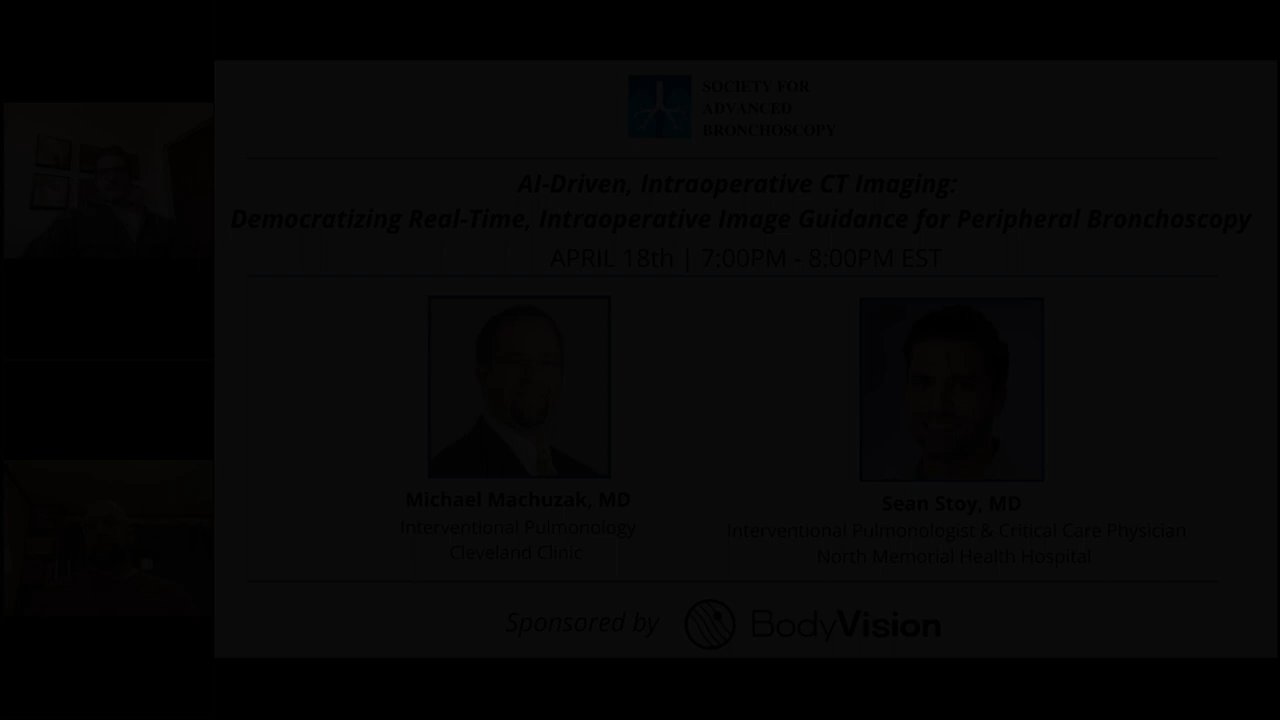 SOCIETY FOR
ADVANCED
BRONCHOSCOPY
AI-Driven, Intraoperative CT Imaging:
Democratizing Real-Time, Intraoperative Image Guidance for Peripheral Bronchoscopy
APRIL 18th | 7:00PM - 8:00PM EST
Michael Machuzak, MD
Interventional Pulmonology
Cleveland Clinic
Sean Stoy, MD
Interventional Pulmonologist & Critical Care Physician
North Memorial Health Hospital
Sponsored by BodyVision